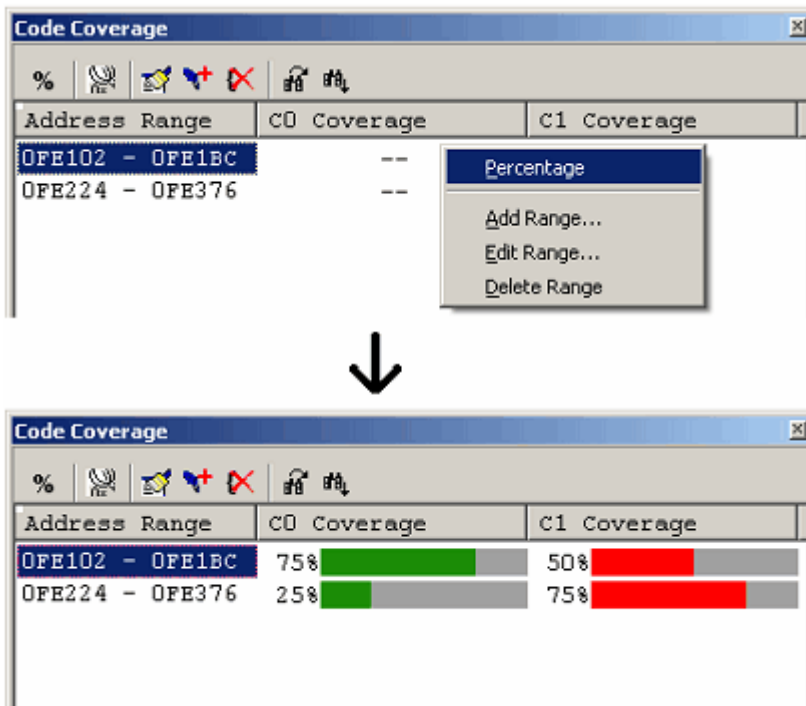 Code Coverage
%
Address Range C0 Coverage C1 Coverage
0FE102 - 0FE1BC --
0FE224 - 0FE376 --
Percentage
Add Range...
Edit Range...
Delete Range
Code Coverage
%
Address Range C0 Coverage C1 Coverage
0FE102 - 0FE1BC 75% 50%
0FE224 - 0FE376 25% 75%